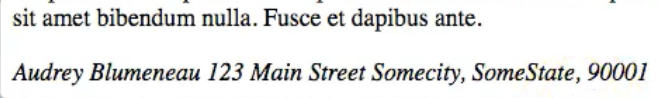 sit amet bibendum nulla. Fusce et dapibus ante.
Audrey Blumeneau 123 Main Street Somecity, SomeState, 90001